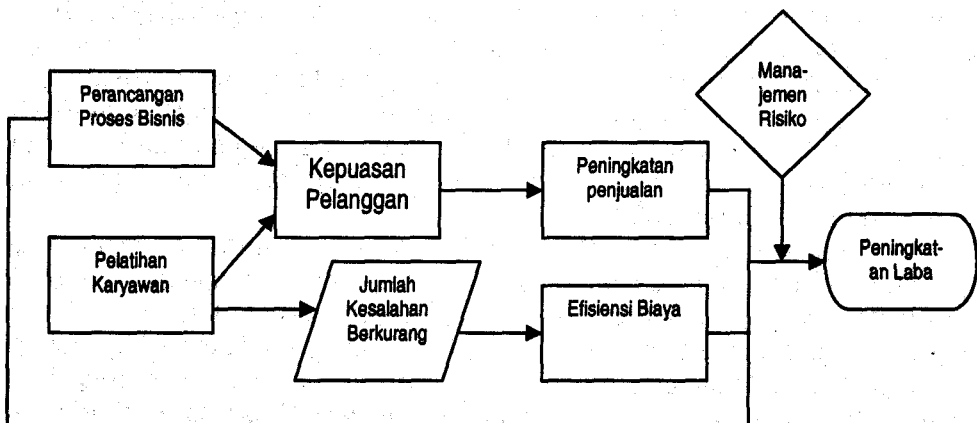 Perancangan
Proses Bisnis
Pelatihan
Karyawan
Kepuasan
Pelanggan
Jumlah
Kesalahan
Berkurang
Peningkatan
penjualan
Efisiensi Biaya
Mana-
jemen
Risiko
Peningkat-
an Laba